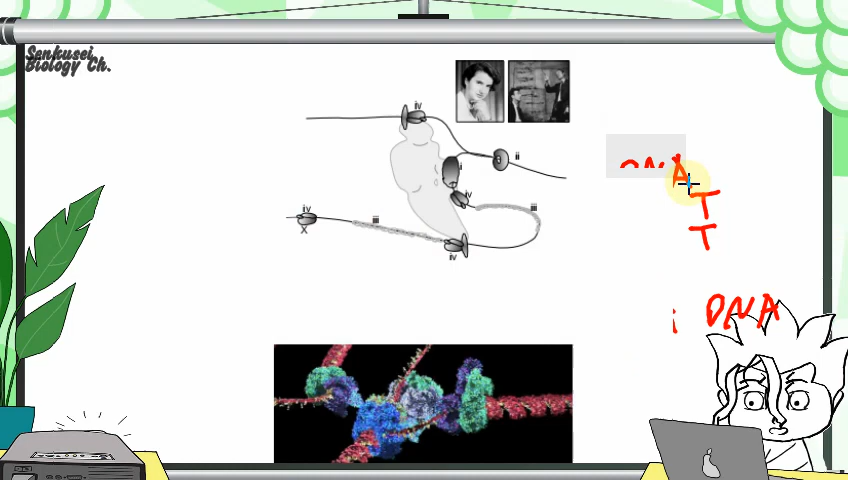 Senkusei
Biology Ch.
iv
ii
i
iv
iii
iv
iii
X
iv
DNA
T
T
i DNA